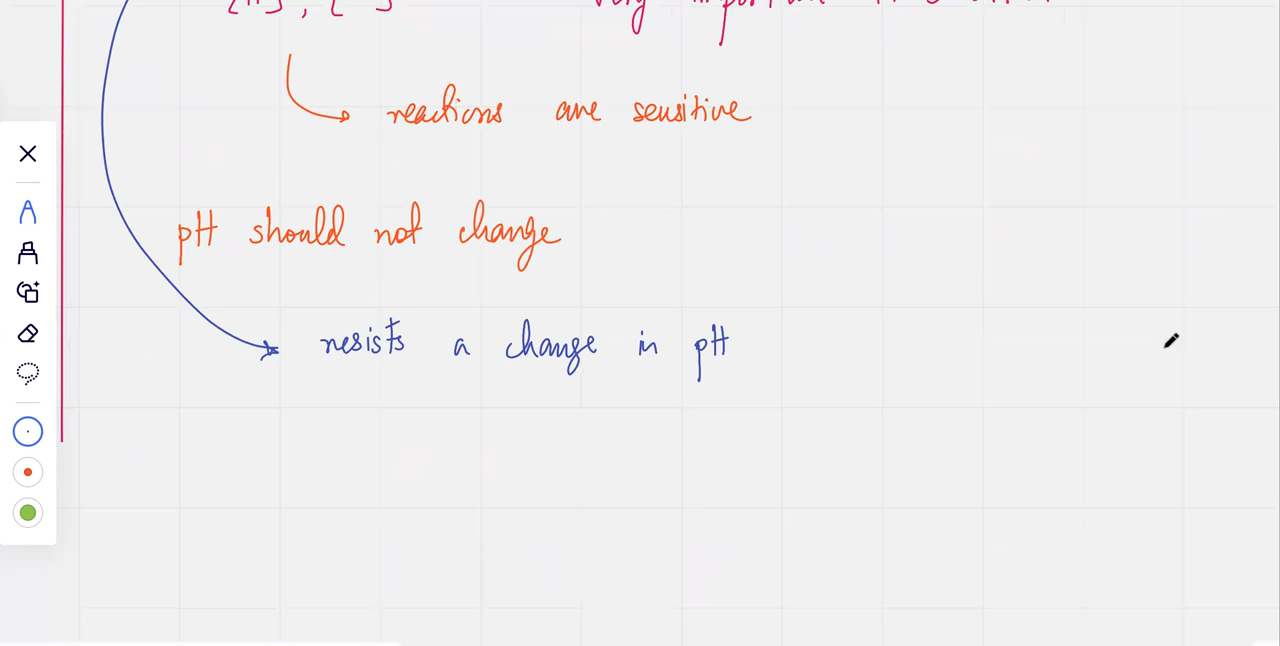 reactions are sensitive
pH should not change
resists a change in pH